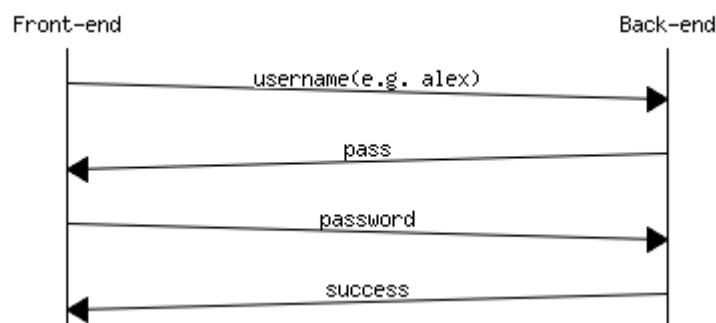 Front-end Back-end
username(e.g. alex)
pass
password
success